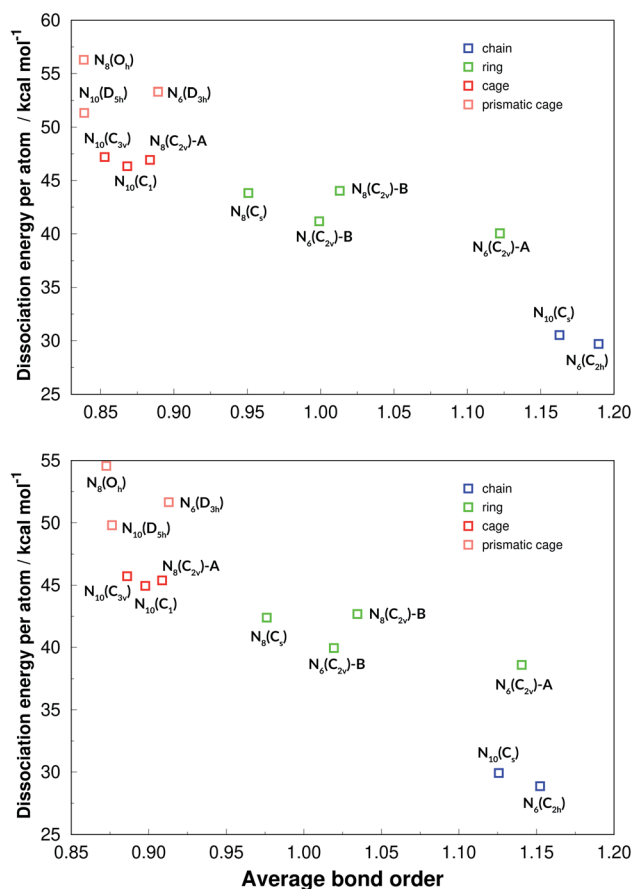 Dissociation energy per atom / kcal mol⁻¹
60
55
50
45
40
35
30
25
0.85 0.90 0.95 1.00 1.05 1.10 1.15 1.20
chain
ring
cage
prismatic cage
N₈(Oₕ)
N₁₀(D₅ₕ)
N₆(D₃ₕ)
N₁₀(C₃ᵥ)
N₈(C₂ᵥ)-A
N₁₀(C₁)
N₈(Cₛ)
N₈(C₂ᵥ)-B
N₆(C₂ᵥ)-B
N₆(C₂ᵥ)-A
N₁₀(Cₛ)
N₆(C₂ₕ)
Dissociation energy per atom / kcal mol⁻¹
55
50
45
40
35
30
25
0.85 0.90 0.95 1.00 1.05 1.10 1.15 1.20
chain
ring
cage
prismatic cage
N₈(Oₕ)
N₆(D₃ₕ)
N₁₀(D₅ₕ)
N₈(C₂ᵥ)-A
N₁₀(C₃ᵥ)
N₁₀(C₁)
N₈(C₂ᵥ)-B
N₈(Cₛ)
N₆(C₂ᵥ)-B
N₆(C₂ᵥ)-A
N₁₀(Cₛ)
N₆(C₂ₕ)
Average bond order